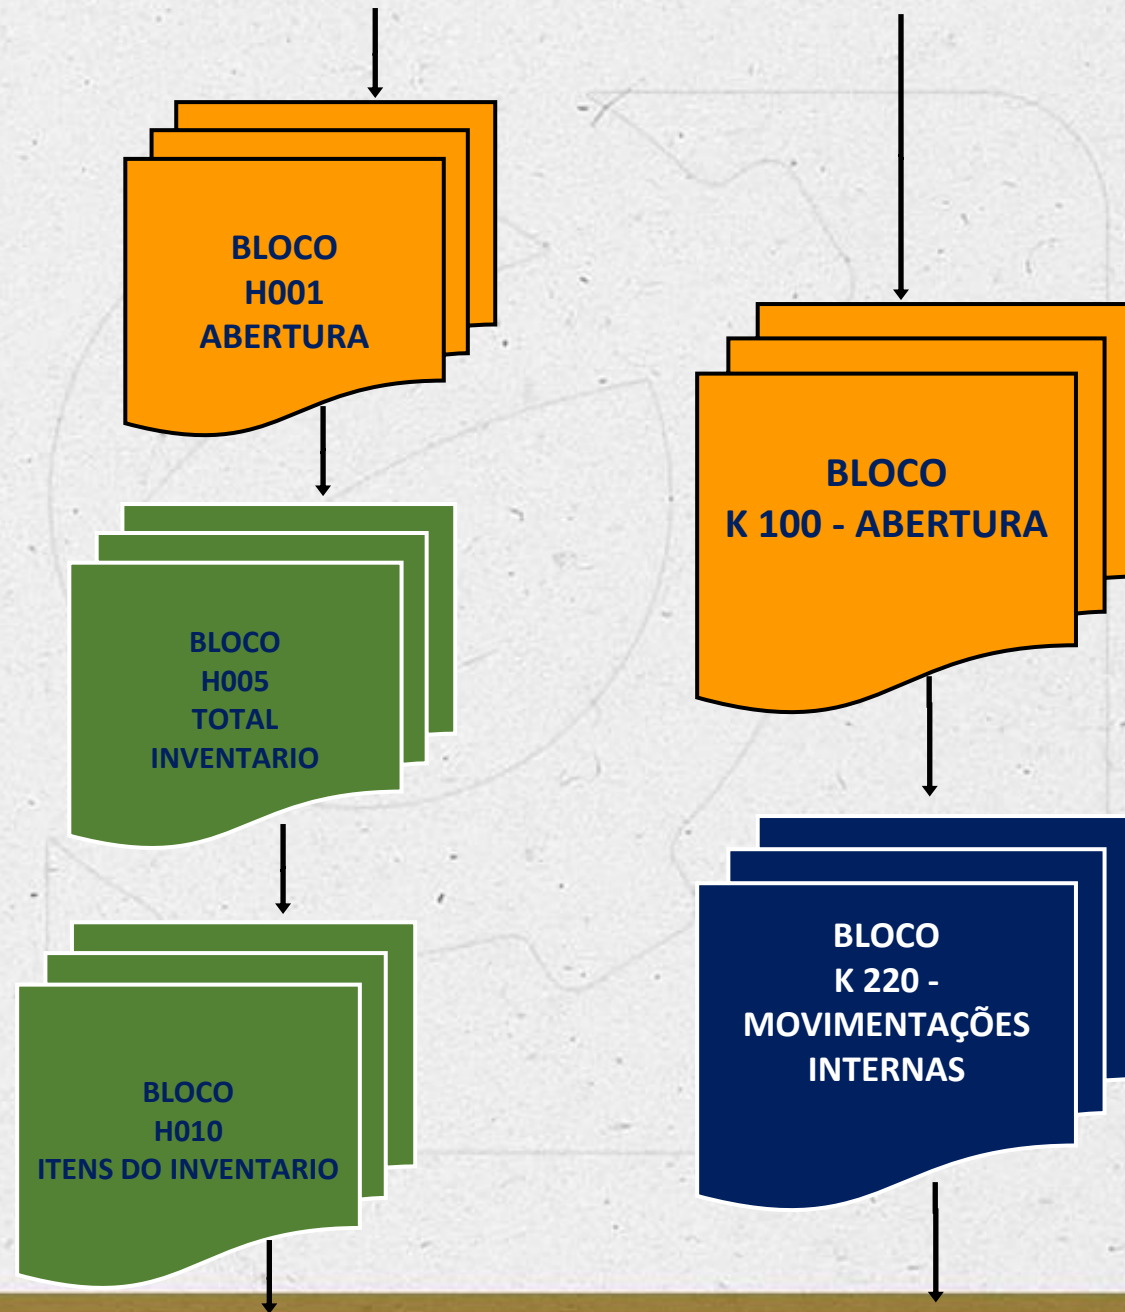 BLOCO
H001
ABERTURA
BLOCO
H005
TOTAL
INVENTARIO
BLOCO
H010
ITENS DO INVENTARIO
BLOCO
K 100 - ABERTURA
BLOCO
K 220 -
MOVIMENTAÇÕES
INTERNAS